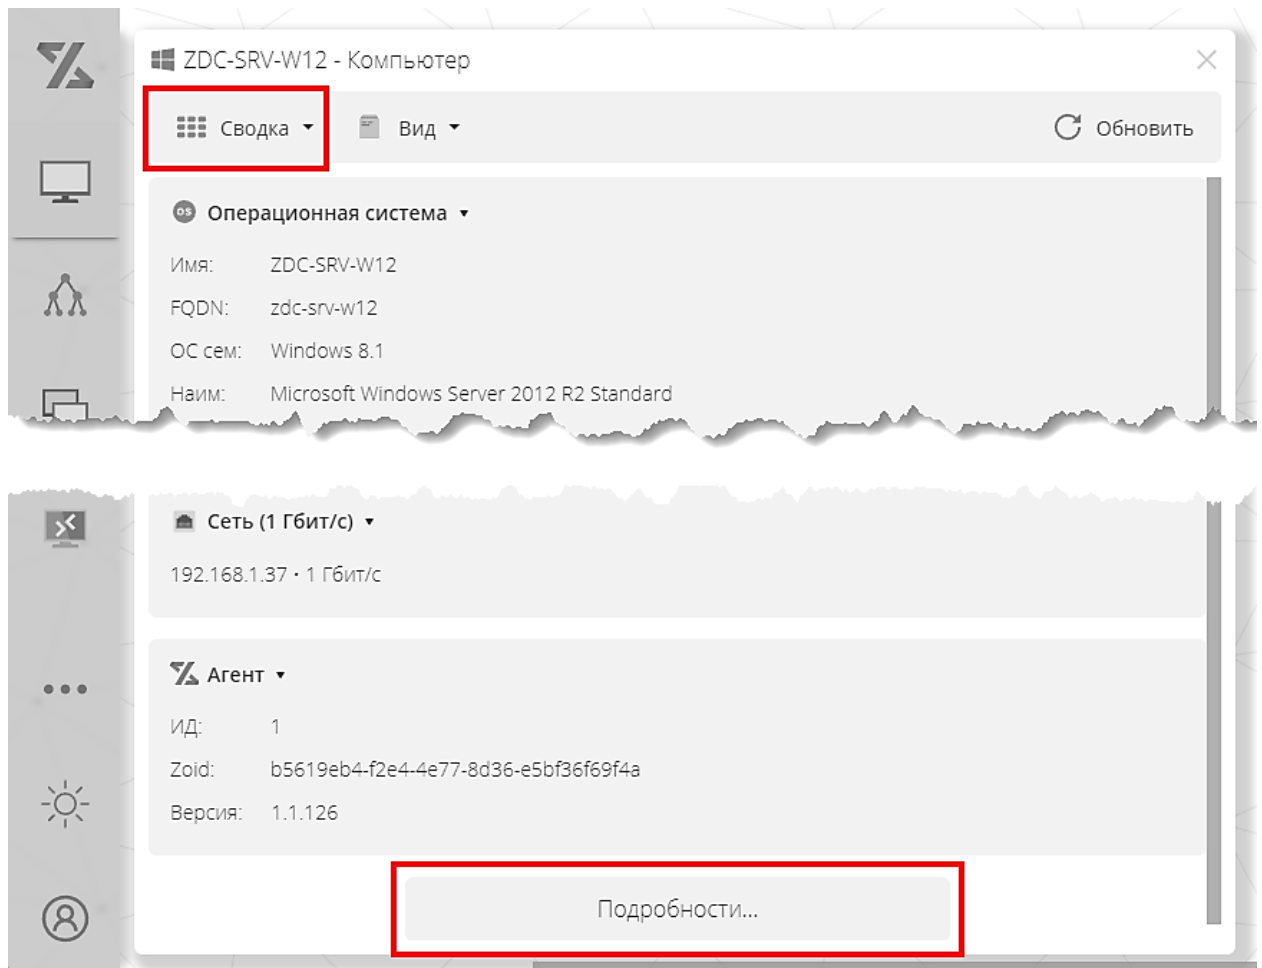 ZDC-SRV-W12 - Компьютер
Сводка Вид Обновить
OS Операционная система
Имя: ZDC-SRV-W12
FQDN: zdc-srv-w12
ОС сем: Windows 8.1
Наим: Microsoft Windows Server 2012 R2 Standard
Сеть (1 Гбит/с)
192.168.1.37 • 1 Гбит/с
Агент
ИД: 1
Zoid: b5619eb4-f2e4-4e77-8d36-e5bf36f69f4a
Версия: 1.1.126
Подробности...